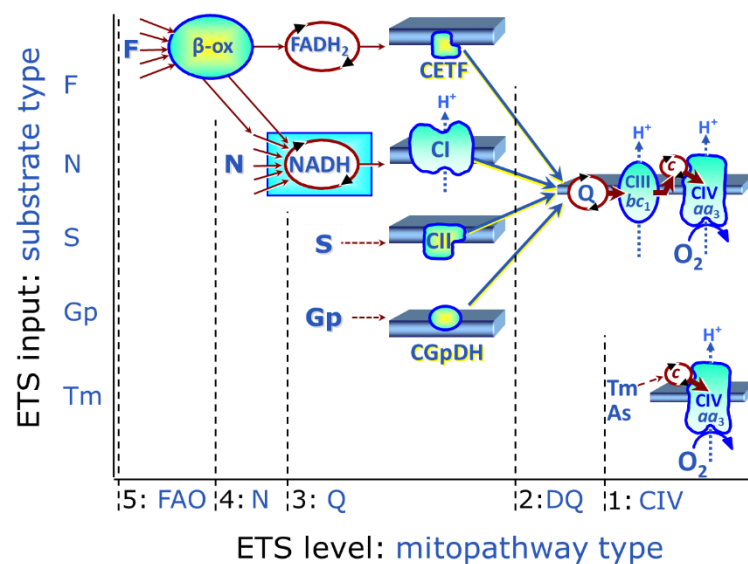 F β-ox FADH₂
CETF
F
H⁺
N NADH CI
N
H⁺ H⁺
Q CIII bc₁ c CIV aa₃
O₂
S CII
S
Gp
Gp
CGpDH
H⁺
Tm
Tm
As
c CIV aa₃
O₂
ETS input: substrate type
5: FAO 4: N 3: Q 2:DQ 1: CIV
ETS level: mitopathway type